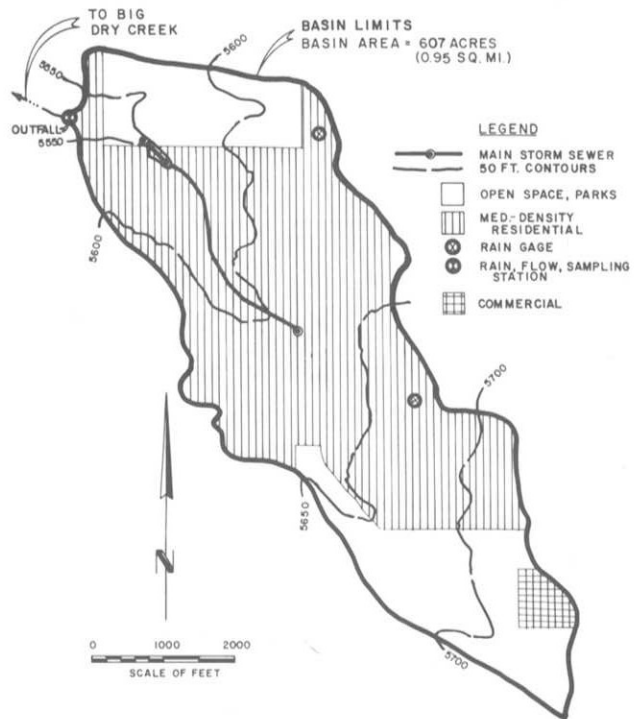 TO BIG
DRY CREEK
BASIN LIMITS
BASIN AREA = 607 ACRES
(0.95 SQ. MI.)
5550
5600
OUTFALL
5550
LEGEND
MAIN STORM SEWER
50 FT. CONTOURS
OPEN SPACE, PARKS
MED.-DENSITY
RESIDENTIAL
RAIN GAGE
RAIN, FLOW, SAMPLING
STATION
COMMERCIAL
5600
5700
5650
N
5700
0 1000 2000
SCALE OF FEET